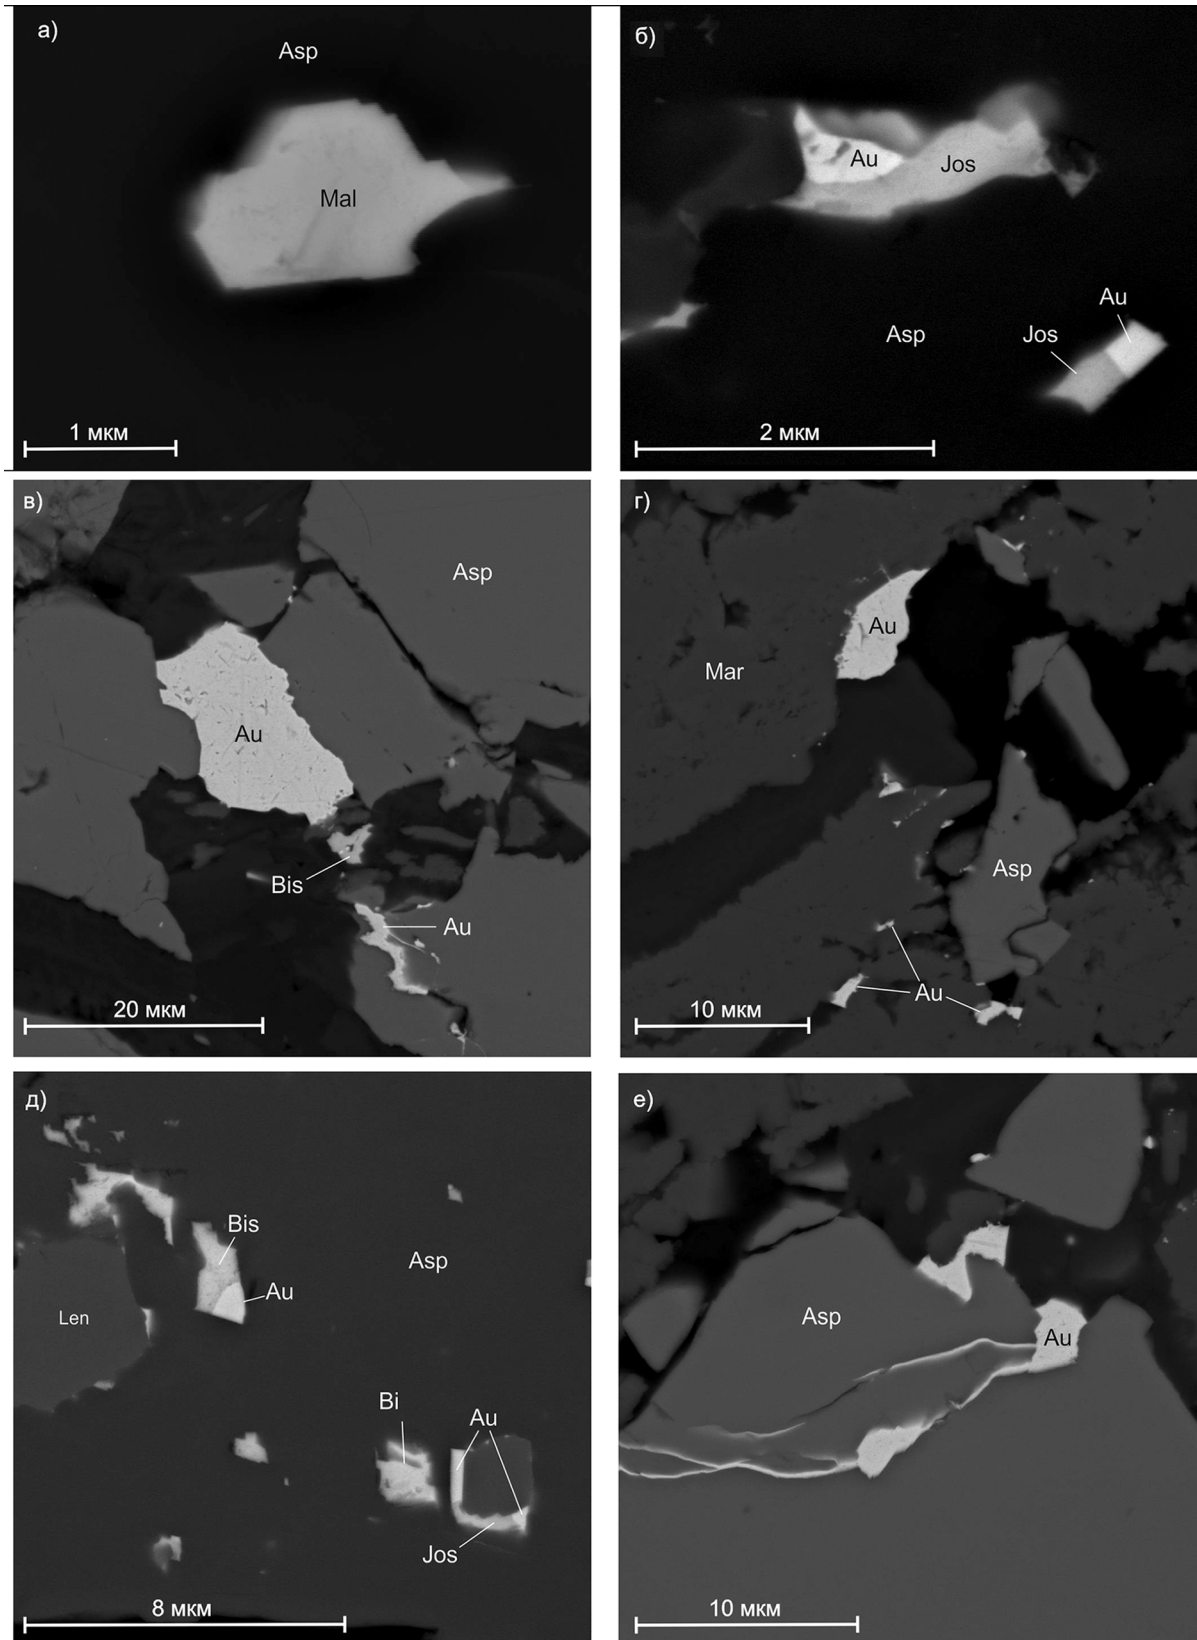 а)
Asp
Mal
1 мкм
б)
Au
Jos
Au
Jos
Asp
2 мкм
в)
Asp
Au
Bis
Au
20 мкм
г)
Au
Mar
Asp
Au
10 мкм
д)
Bis
Asp
Au
Len
Bi
Au
Jos
8 мкм
е)
Asp
Au
10 мкм